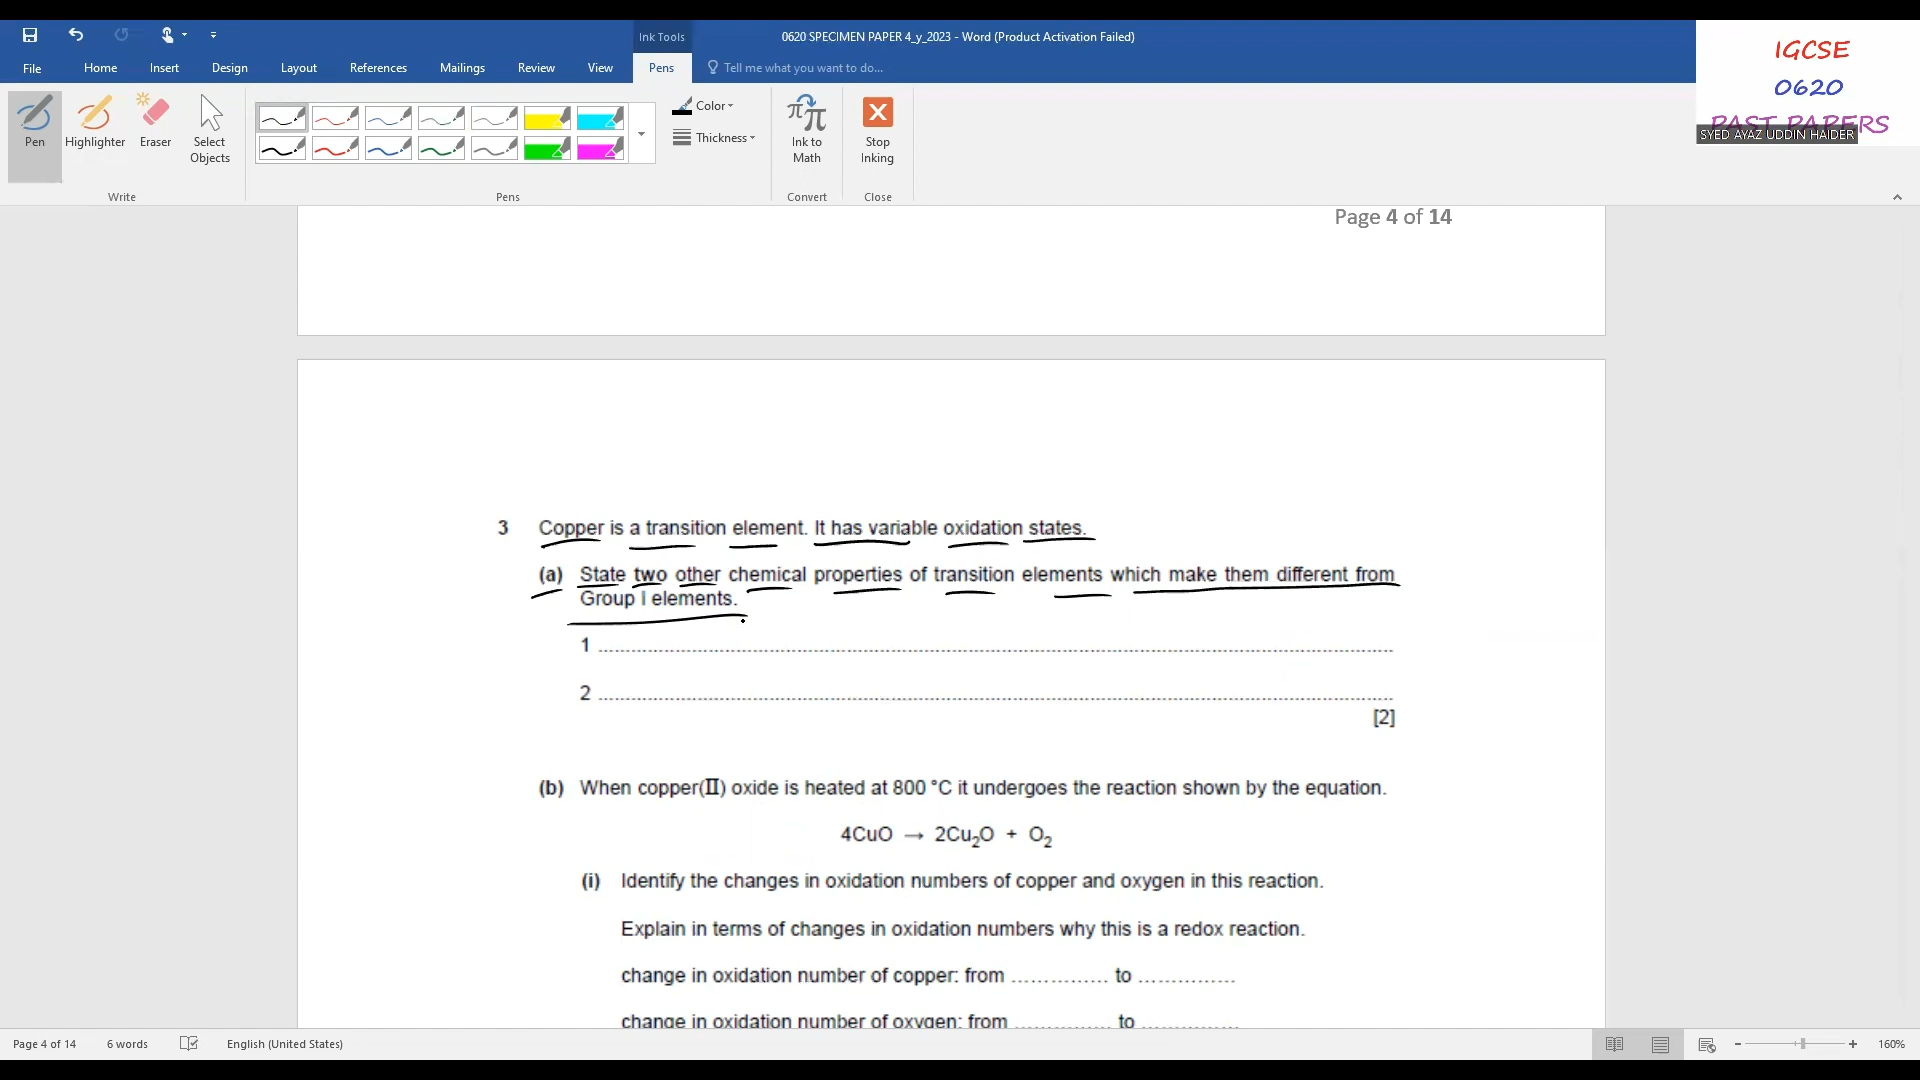 Ink Tools
0620 SPECIMEN PAPER 4_y_2023 - Word (Product Activation Failed)
File Home Insert Design Layout References Mailings Review View Pens Tell me what you want to do...
IGCSE
0620
PAST PAPERS
SYED AYAZ UDDIN HAIDER
Pen Highlighter Eraser Select Objects
Color
Thickness
Ink to Math
Stop Inking
Write Pens Convert Close
Page 4 of 14
3 Copper is a transition element. It has variable oxidation states.
(a) State two other chemical properties of transition elements which make them different from
Group I elements.
1 ................................................................
2 ................................................................
[2]
(b) When copper(II) oxide is heated at 800 °C it undergoes the reaction shown by the equation.
4CuO → 2Cu₂O + O₂
(i) Identify the changes in oxidation numbers of copper and oxygen in this reaction.
Explain in terms of changes in oxidation numbers why this is a redox reaction.
change in oxidation number of copper: from ............... to ...............
change in oxidation number of oxygen: from ............... to ...............
Page 4 of 14 6 words English (United States) 160%